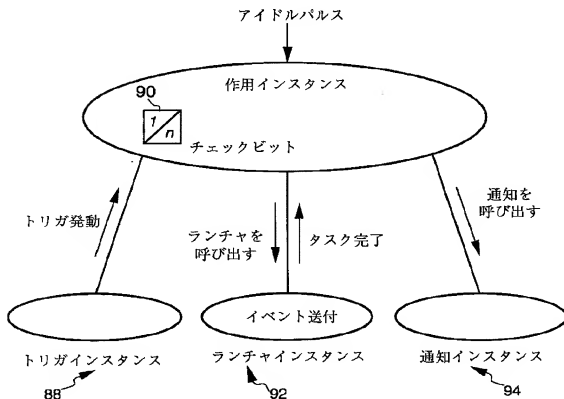 アイドルパルス
作用インスタンス
90
1/n
チェックビット
トリガ発動
ランチャを
呼び出す
タスク完了
通知を
呼び出す
イベント送付
トリガインスタンス
ランチャインスタンス
通知インスタンス
88
92
94